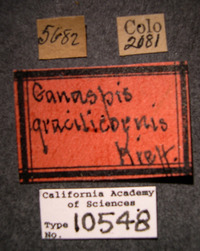 5682
Colo
2081
Ganaspis
gracilicornis
Kieff.
California Academy
of Sciences
Type
No. 10548